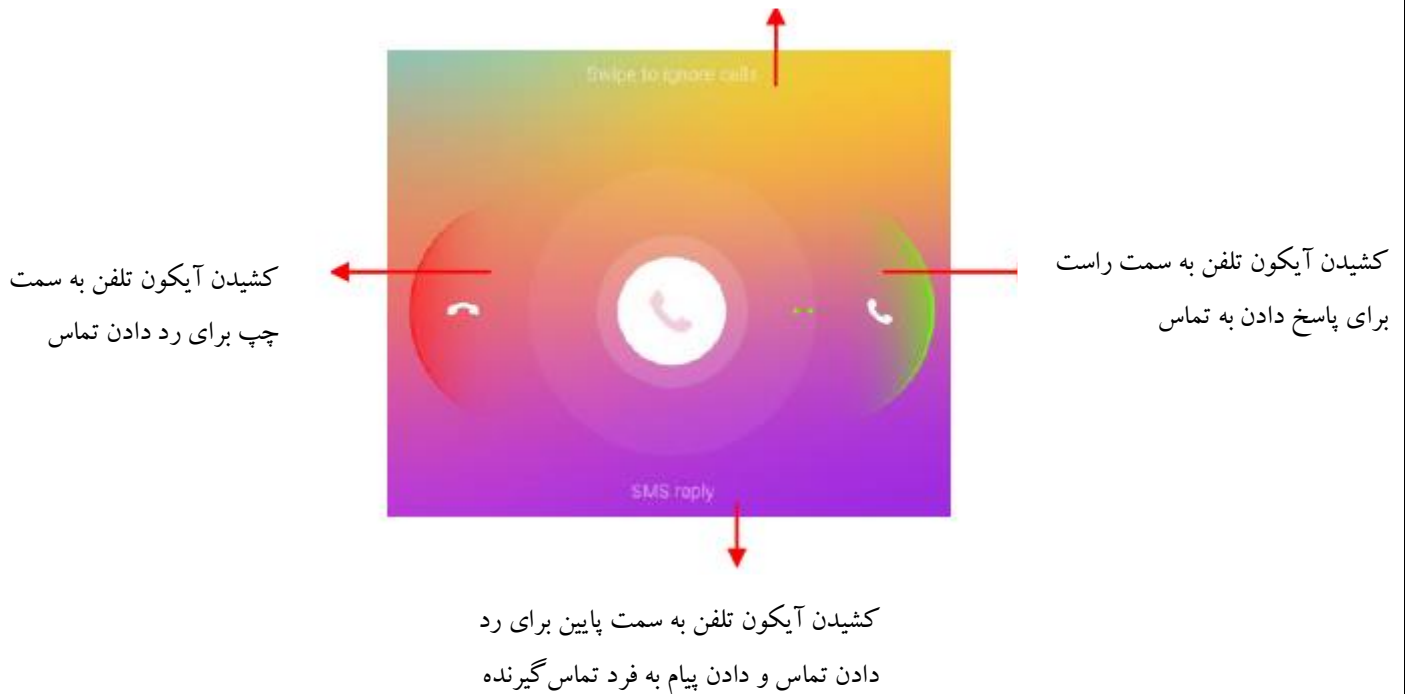 Swipe to ignore calls
کشیدن آیکون تلفن به سمت راست
برای پاسخ دادن به تماس
کشیدن آیکون تلفن به سمت
چپ برای رد دادن تماس
SMS reply
کشیدن آیکون تلفن به سمت پایین برای رد
دادن تماس و دادن پیام به فرد تماس گیرنده